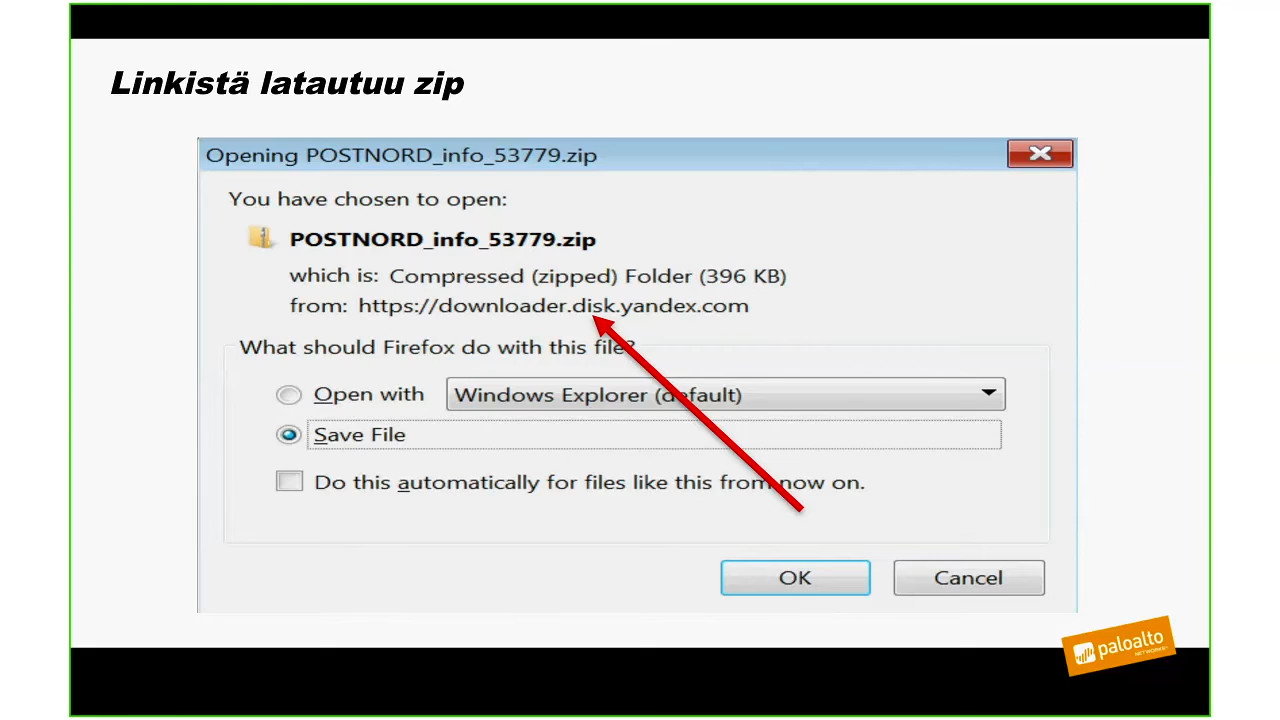 Linkistä latautuu zip
Opening POSTNORD_info_53779.zip
You have chosen to open:
POSTNORD_info_53779.zip
which is: Compressed (zipped) Folder (396 KB)
from: https://downloader.disk.yandex.com
What should Firefox do with this file?
Open with Windows Explorer (default)
Save File
Do this automatically for files like this from now on.
OK Cancel
paloalto
NETWORKS